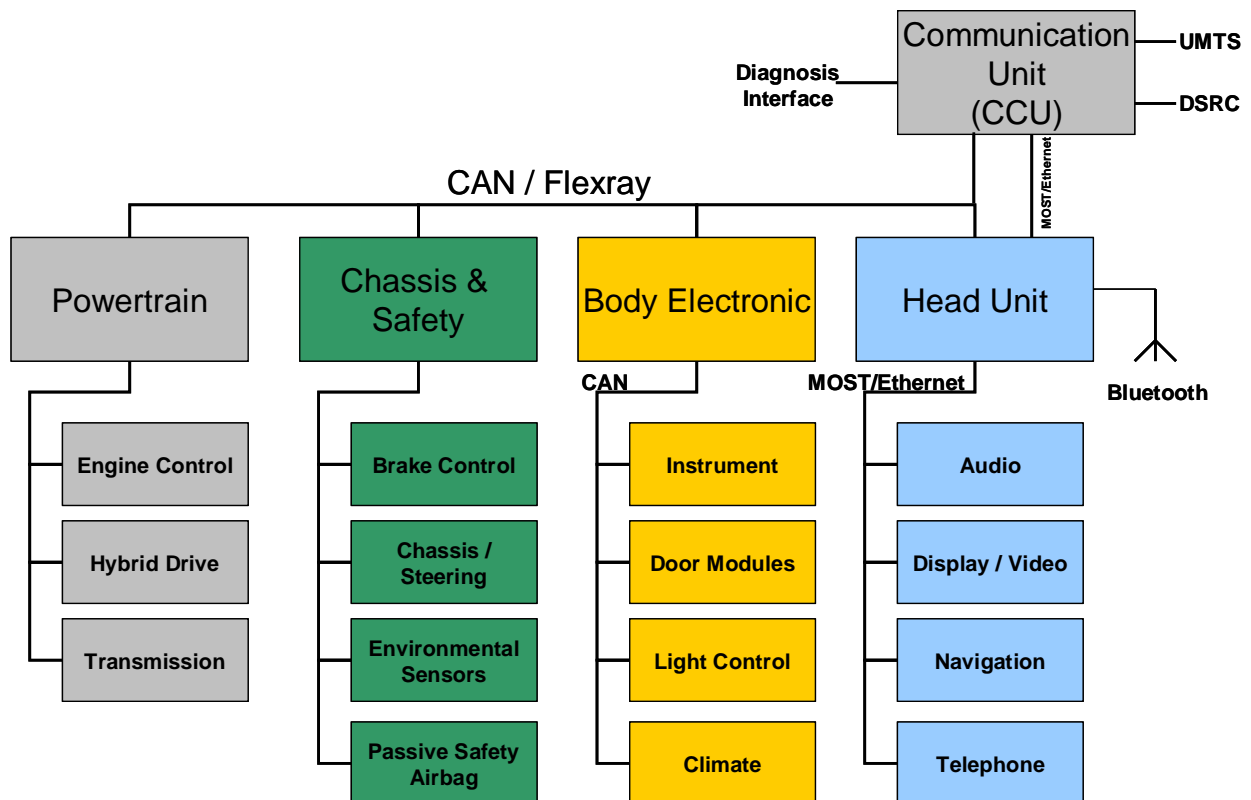 Communication
Unit
(CCU)
UMTS
DSRC
Diagnosis
Interface
MOST/Ethernet
CAN / Flexray
Powertrain
Chassis &
Safety
Body Electronic
Head Unit
Bluetooth
CAN
MOST/Ethernet
Engine Control
Hybrid Drive
Transmission
Brake Control
Chassis /
Steering
Environmental
Sensors
Passive Safety
Airbag
Instrument
Door Modules
Light Control
Climate
Audio
Display / Video
Navigation
Telephone